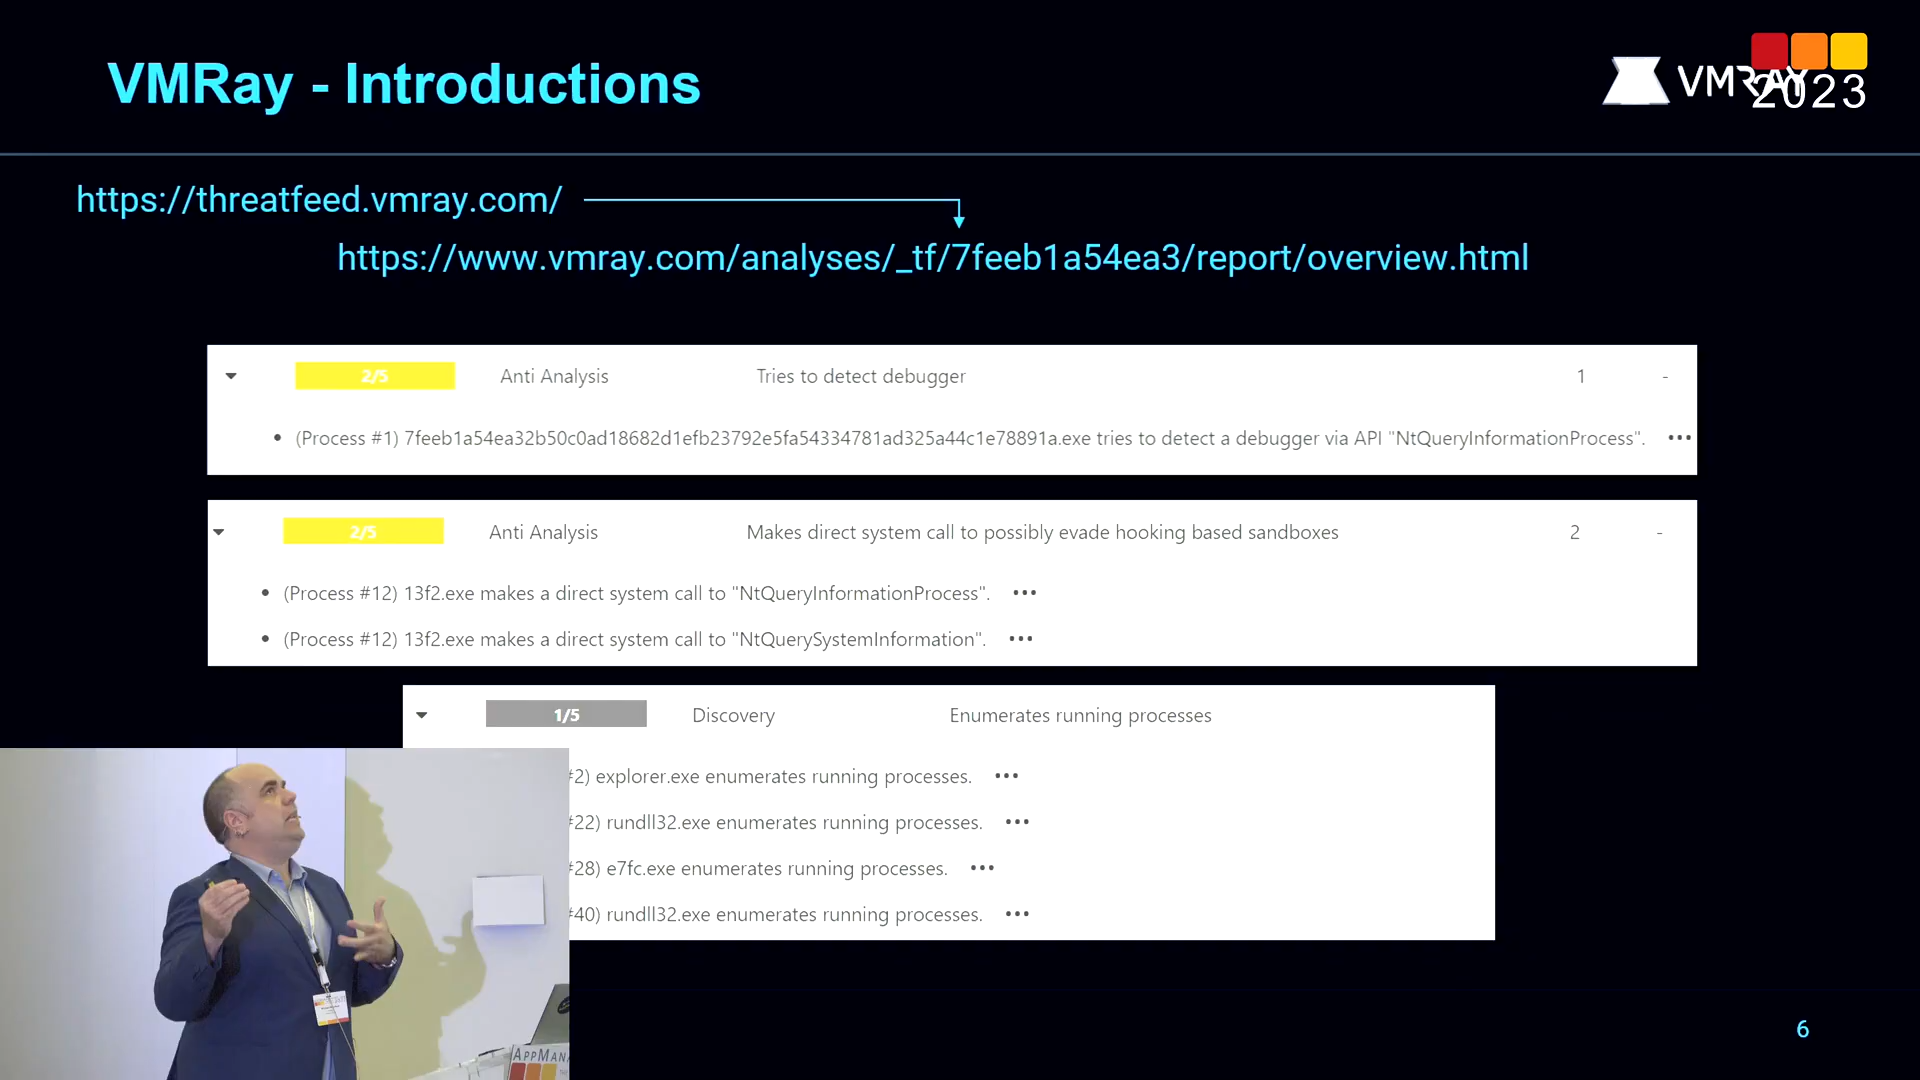 VMRay - Introductions
VMRAY
2023
https://threatfeed.vmray.com/
https://www.vmray.com/analyses/_tf/7feeb1a54ea3/report/overview.html
2/5 Anti Analysis Tries to detect debugger 1 -
• (Process #1) 7feeb1a54ea32b50c0ad18682d1efb23792e5fa54334781ad325a44c1e78891a.exe tries to detect a debugger via API "NtQueryInformationProcess". •••
2/5 Anti Analysis Makes direct system call to possibly evade hooking based sandboxes 2 -
• (Process #12) 13f2.exe makes a direct system call to "NtQueryInformationProcess". •••
• (Process #12) 13f2.exe makes a direct system call to "NtQuerySystemInformation". •••
1/5 Discovery Enumerates running processes
#2) explorer.exe enumerates running processes. •••
#22) rundll32.exe enumerates running processes. •••
#28) e7fc.exe enumerates running processes. •••
#40) rundll32.exe enumerates running processes. •••
APPMAN
6